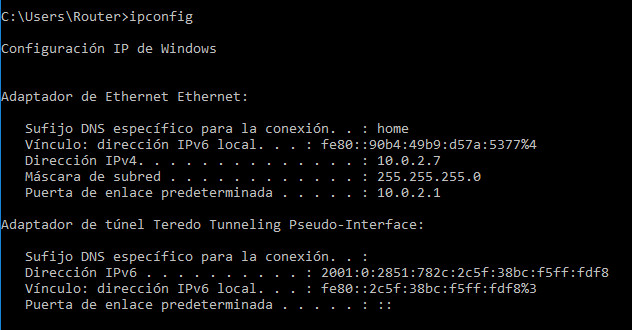 C:\Users\Router>ipconfig
Configuración IP de Windows
Adaptador de Ethernet Ethernet:
Sufijo DNS específico para la conexión. . : home
Vínculo: dirección IPv6 local. . . : fe80::90b4:49b9:d57a:5377%4
Dirección IPv4. . . . . . . . . . . . . . : 10.0.2.7
Máscara de subred . . . . . . . . . . . . : 255.255.255.0
Puerta de enlace predeterminada . . . . . : 10.0.2.1
Adaptador de túnel Teredo Tunneling Pseudo-Interface:
Sufijo DNS específico para la conexión. . :
Dirección IPv6 . . . . . . . . . . : 2001:0:2851:782c:2c5f:38bc:f5ff:fdf8
Vínculo: dirección IPv6 local. . . : fe80::2c5f:38bc:f5ff:fdf8%3
Puerta de enlace predeterminada . . . . . : ::